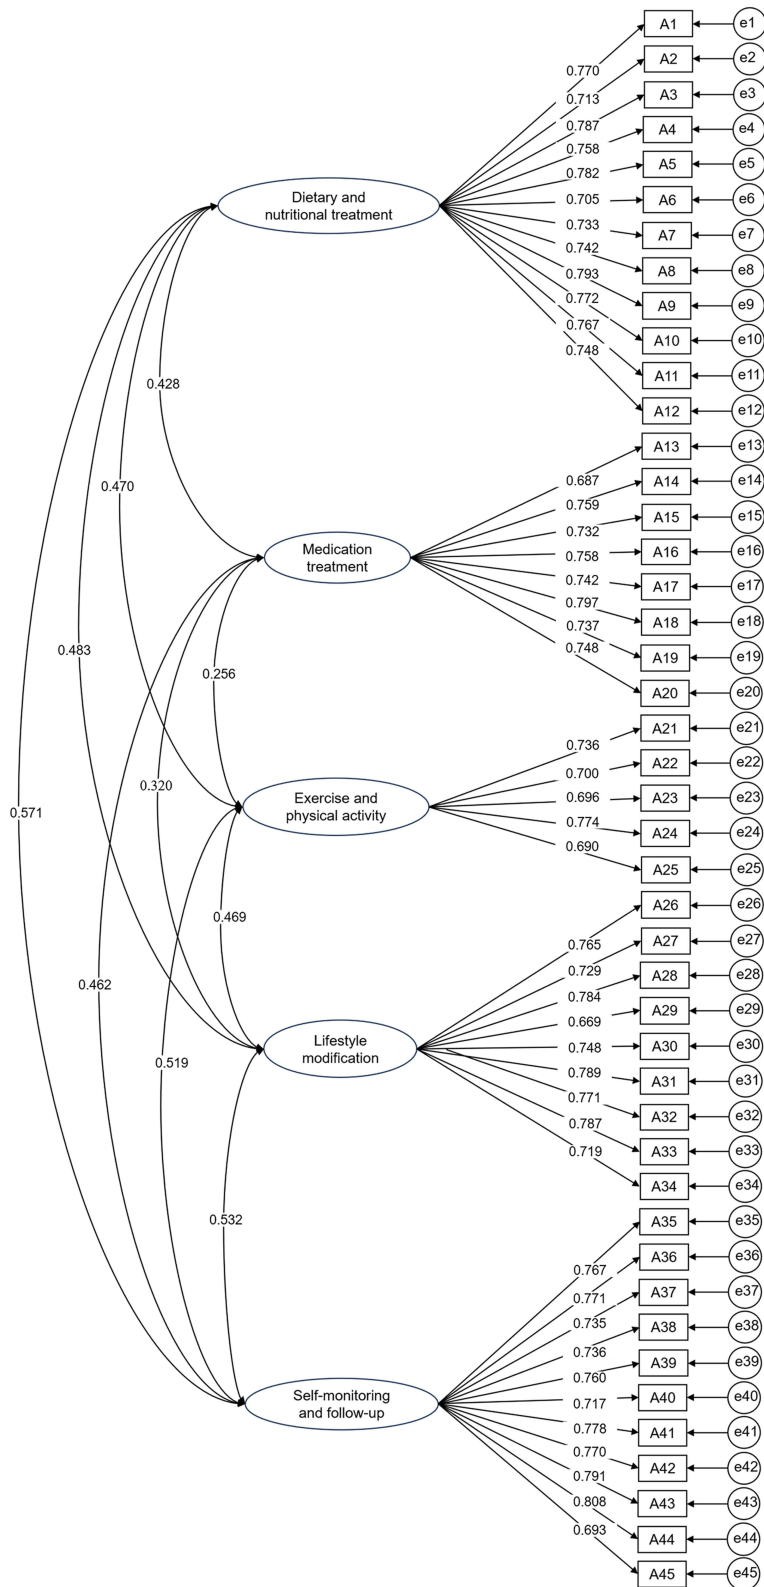 A1 e1
A2 e2
0.770
0.713
A3 e3
0.787
A4 e4
0.758
A5 e5
0.782
Dietary and
nutritional treatment
0.705
A6 e6
0.733
A7 e7
0.742
A8 e8
0.793
A9 e9
0.772
0.767
A10 e10
0.748
A11 e11
0.428
A12 e12
A13 e13
0.470
0.687
A14 e14
0.759
A15 e15
0.732
Medication
treatment
0.758
A16 e16
0.742
A17 e17
0.797
A18 e18
0.737
0.748
A19 e19
0.483
0.256
A20 e20
A21 e21
0.736
A22 e22
0.700
0.320
Exercise and
physical activity
0.696
A23 e23
0.571
0.774
A24 e24
0.690
A25 e25
A26 e26
0.469
0.765
A27 e27
0.729
A28 e28
0.462
0.784
A29 e29
0.669
Lifestyle
modification
0.748
A30 e30
0.519
0.789
A31 e31
0.771
A32 e32
0.787
0.719
A33 e33
A34 e34
0.532
A35 e35
A36 e36
0.767
0.771
A37 e37
0.735
A38 e38
0.736
A39 e39
0.760
Self-monitoring
and follow-up
0.717
A40 e40
0.778
A41 e41
0.770
A42 e42
0.791
0.808
A43 e43
0.693
A44 e44
A45 e45